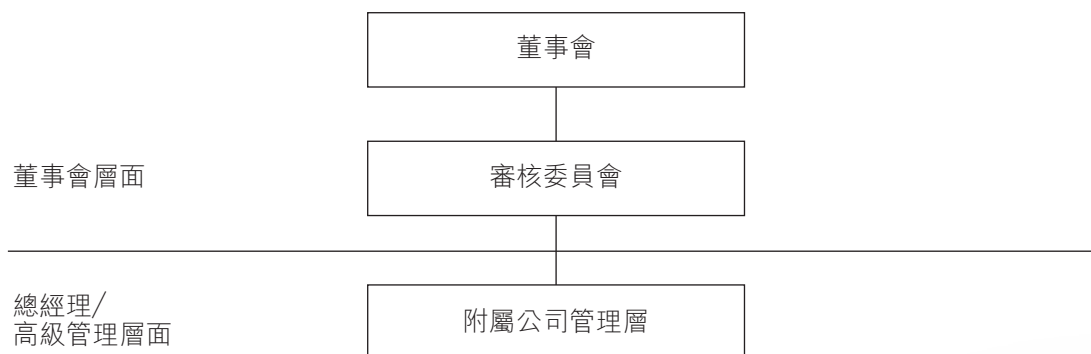 董事會
董事會層面
審核委員會
總經理/
高級管理層面
附屬公司管理層